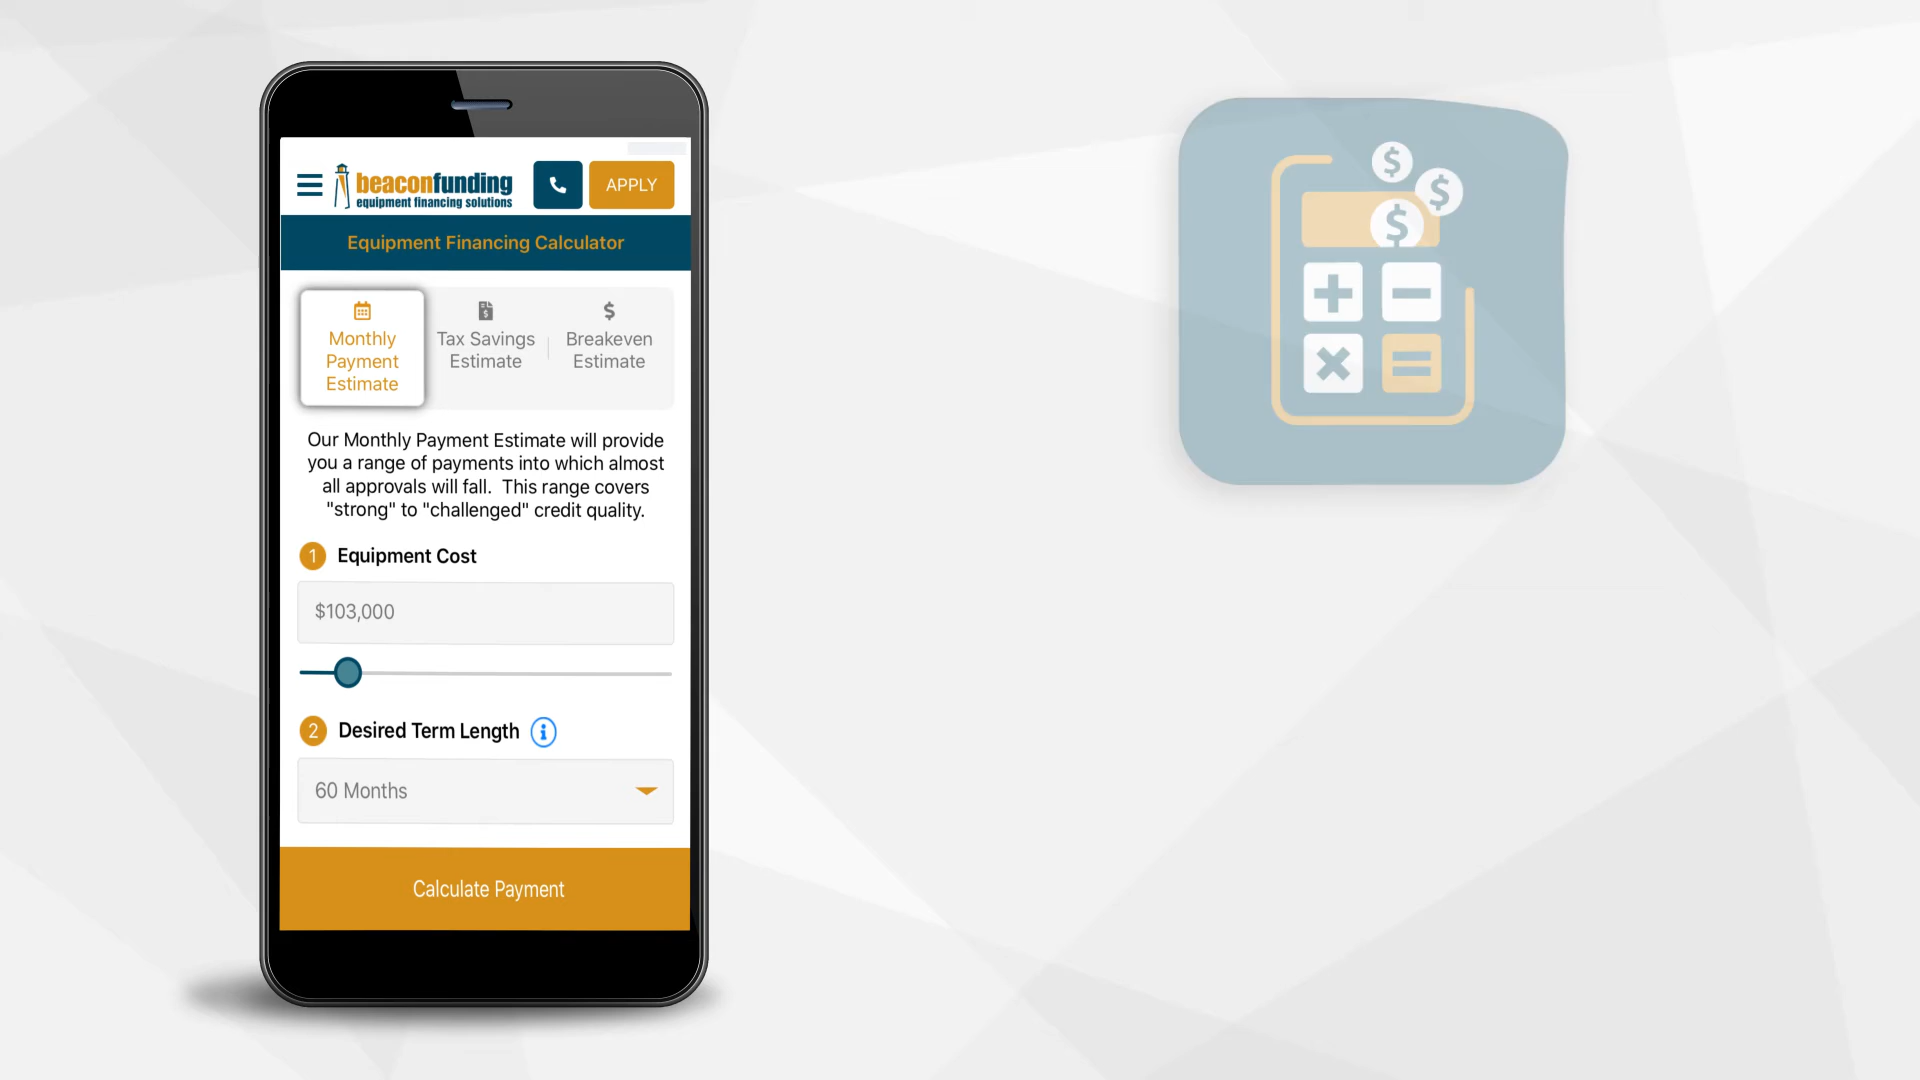 beaconfunding
equipment financing solutions
APPLY
Equipment Financing Calculator
Monthly
Payment
Estimate
Tax Savings
Estimate
Breakeven
Estimate
Our Monthly Payment Estimate will provide
you a range of payments into which almost
all approvals will fall. This range covers
"strong" to "challenged" credit quality.
1 Equipment Cost
$103,000
2 Desired Term Length
60 Months
Calculate Payment